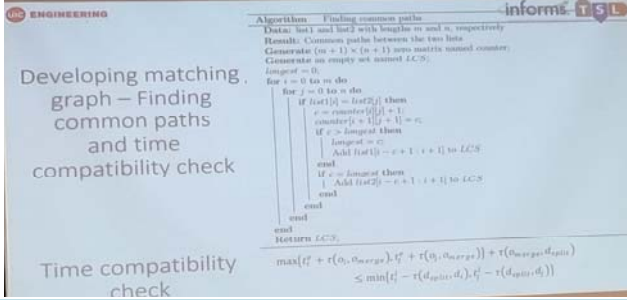 UIC ENGINEERING
informs. TSL
Developing matching
graph – Finding
common paths
and time
compatibility check
Algorithm Finding common paths
Data: list1 and list2 with lengths m and n, respectively
Result: Common paths between the two lists
Generate (m + 1) × (n + 1) zero matrix named counter;
Generate an empty set named LCS;
longest = 0;
for i = 0 to m do
for j = 0 to n do
if list1[i] = list2[j] then
c = counter[i][j] + 1;
counter[i + 1][j + 1] = c;
if c > longest then
longest = c;
Add list1[i − c + 1 : i + 1] to LCS
end
if c = longest then
Add list2[i − c + 1 : i + 1] to LCS
end
end
end
end
Return LCS;
Time compatibility
check
≤ min{